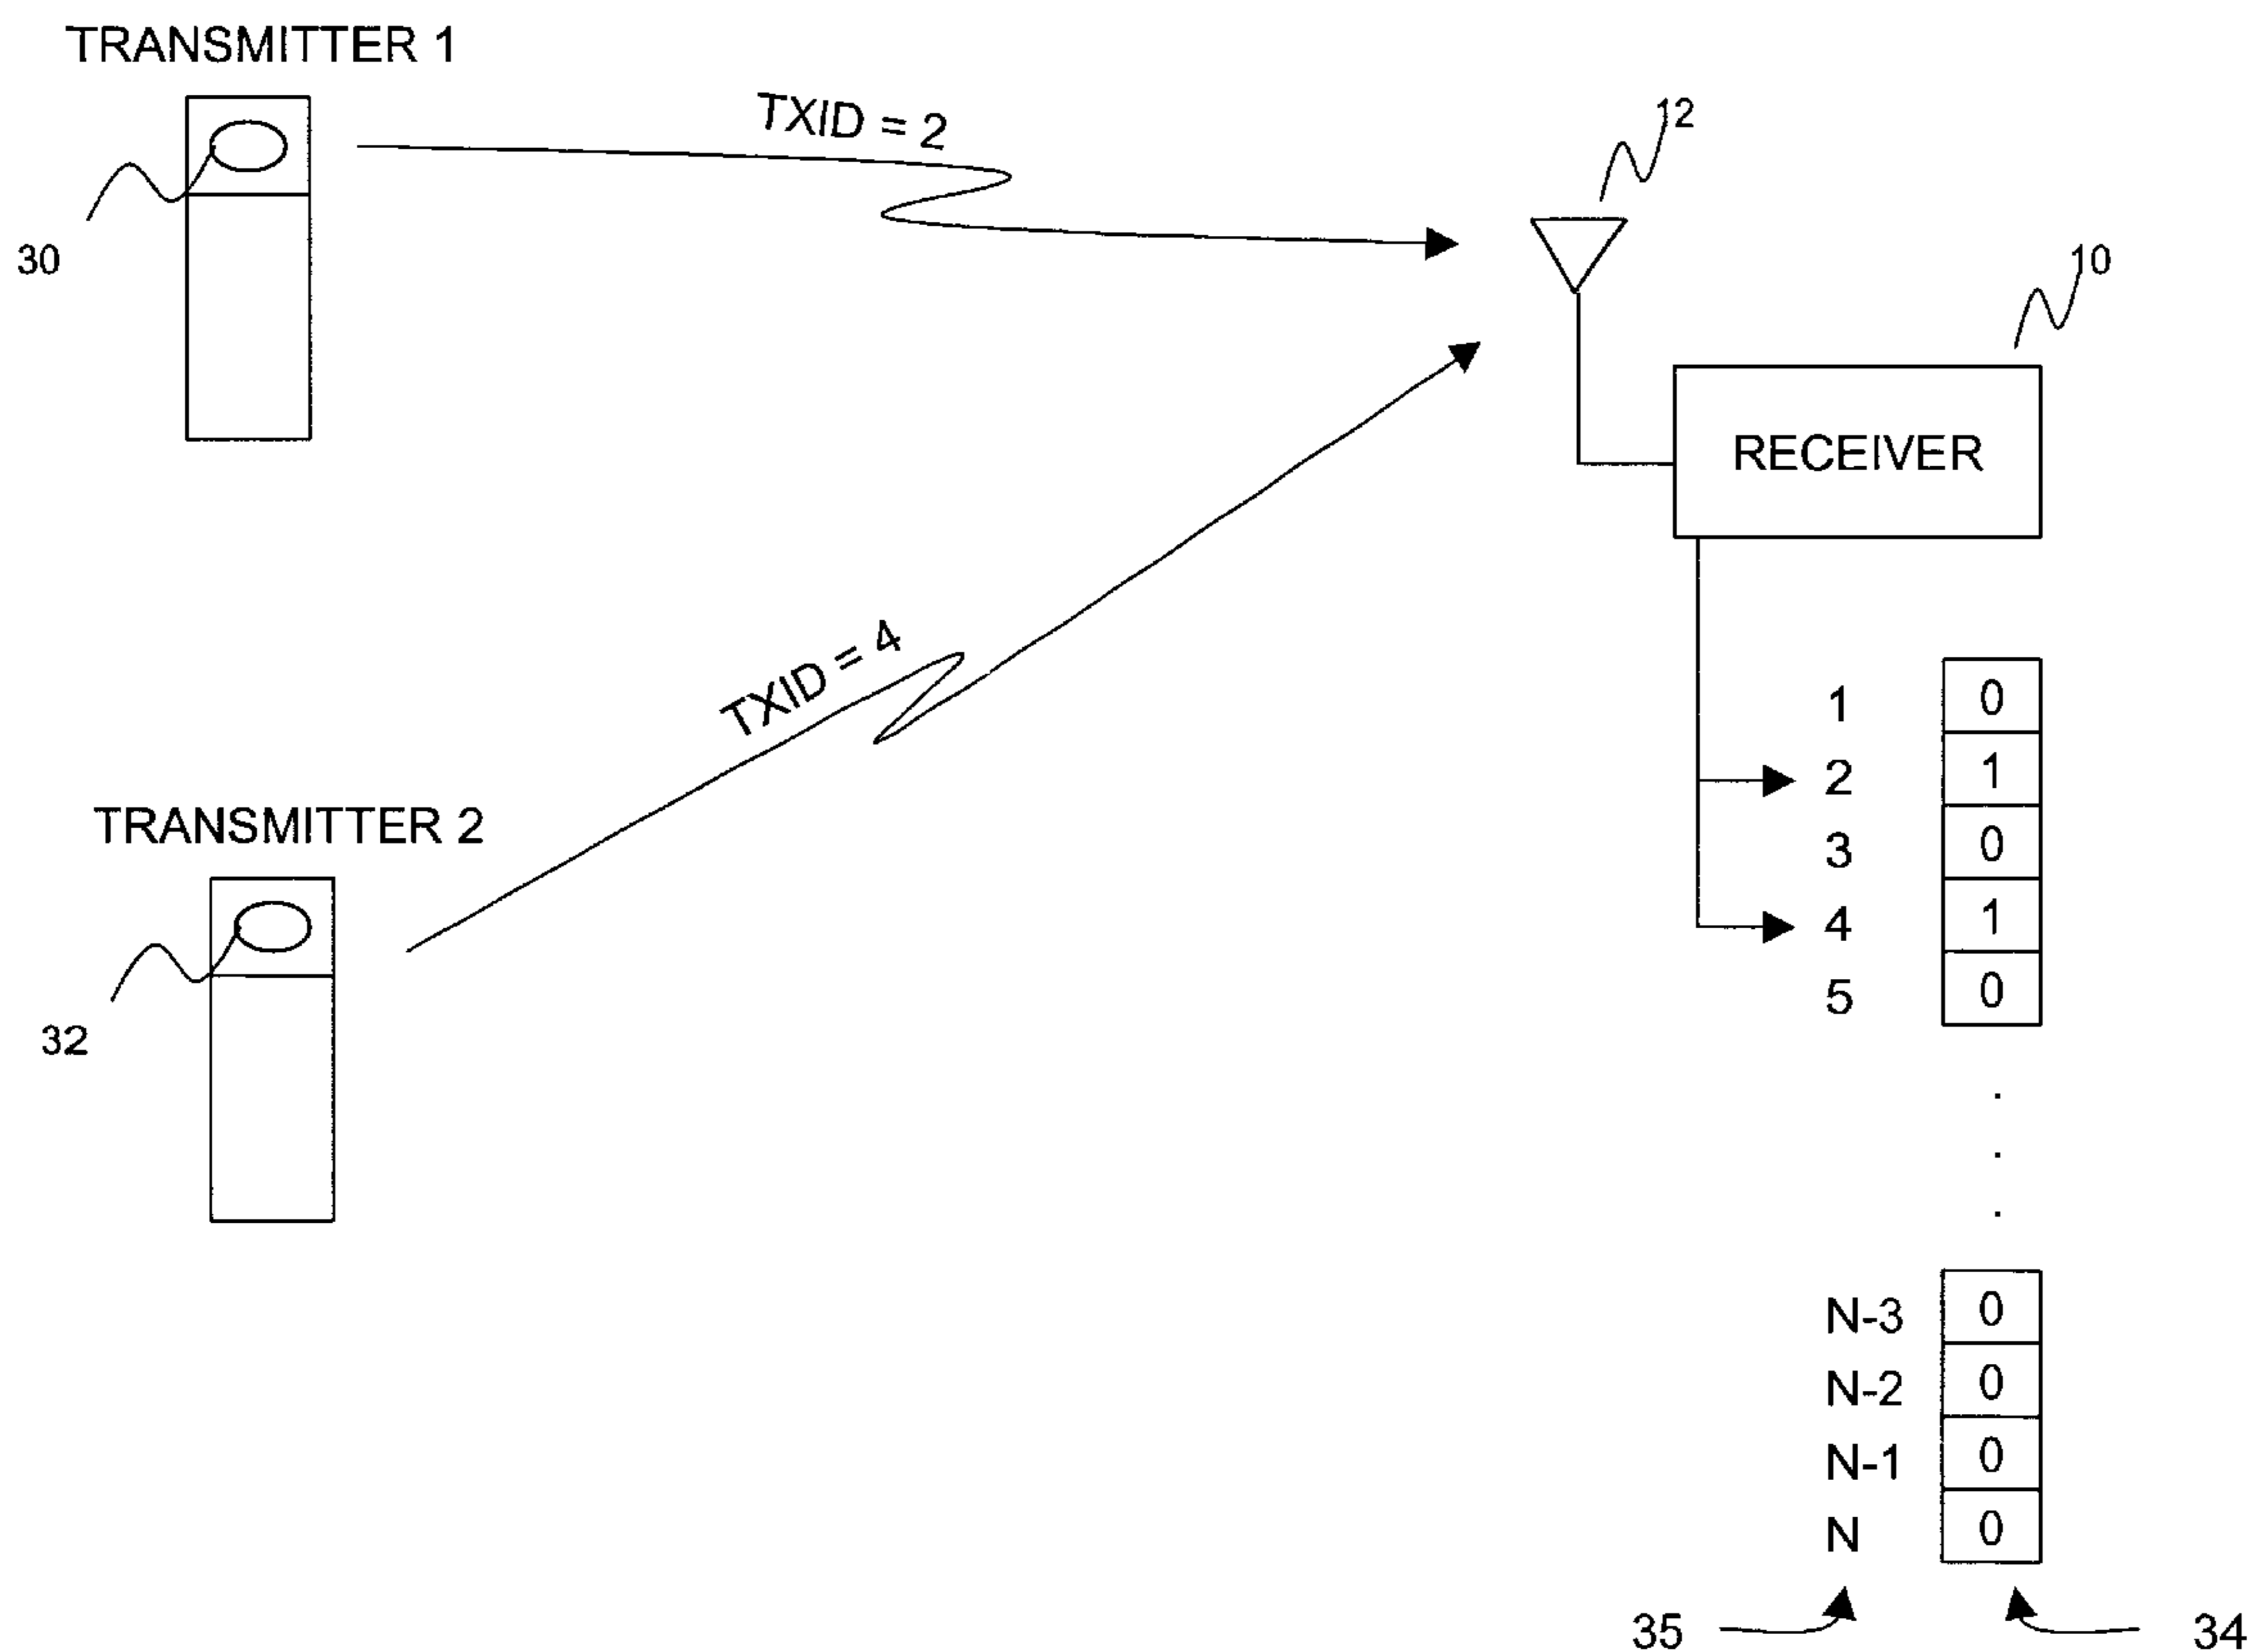 TRANSMITTER 1
TXID = 2
12
30
10
RECEIVER
TXID = 4
1 0
2 1
TRANSMITTER 2
3 0
4 1
5 0
32
.
.
.
N-3 0
N-2 0
N-1 0
N 0
35 34